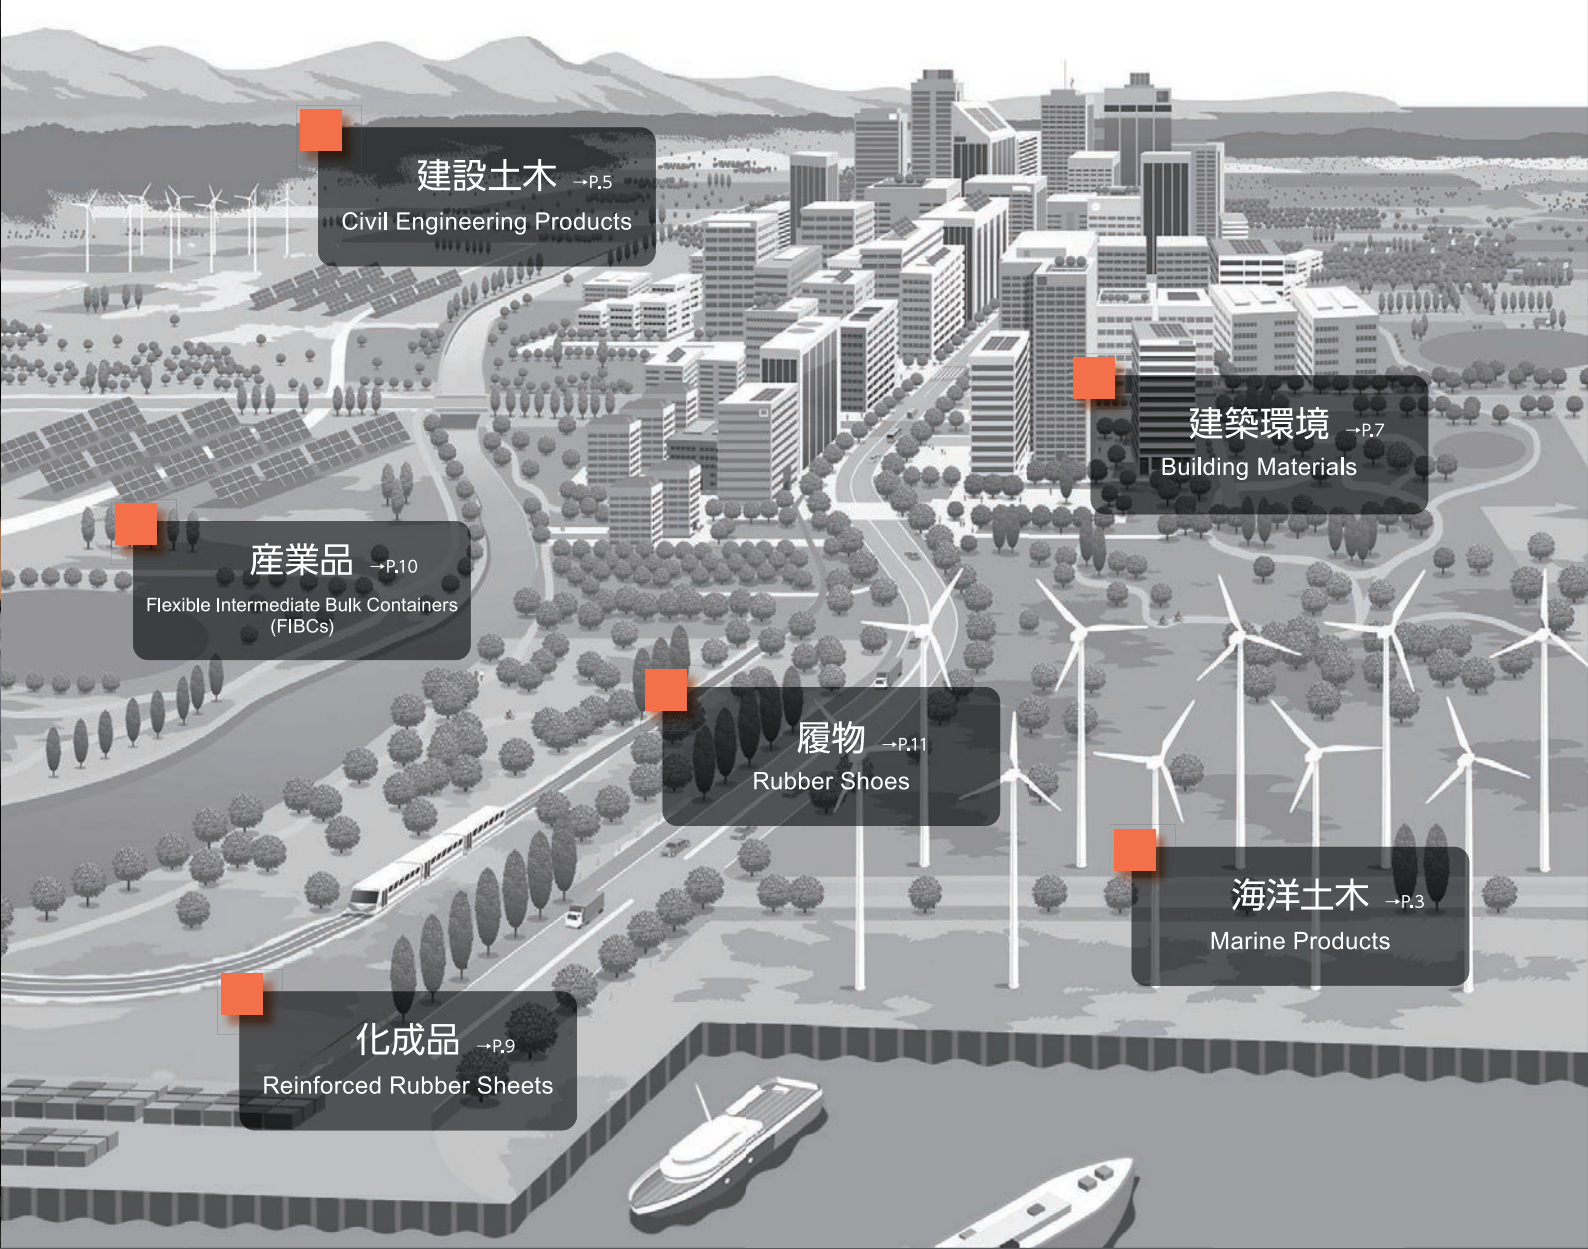 建設土木 →P.5
Civil Engineering Products
建築環境 →P.7
Building Materials
産業品 →P.10
Flexible Intermediate Bulk Containers
(FIBCs)
履物 →P.11
Rubber Shoes
海洋土木 →P.3
Marine Products
化成品 →P.9
Reinforced Rubber Sheets